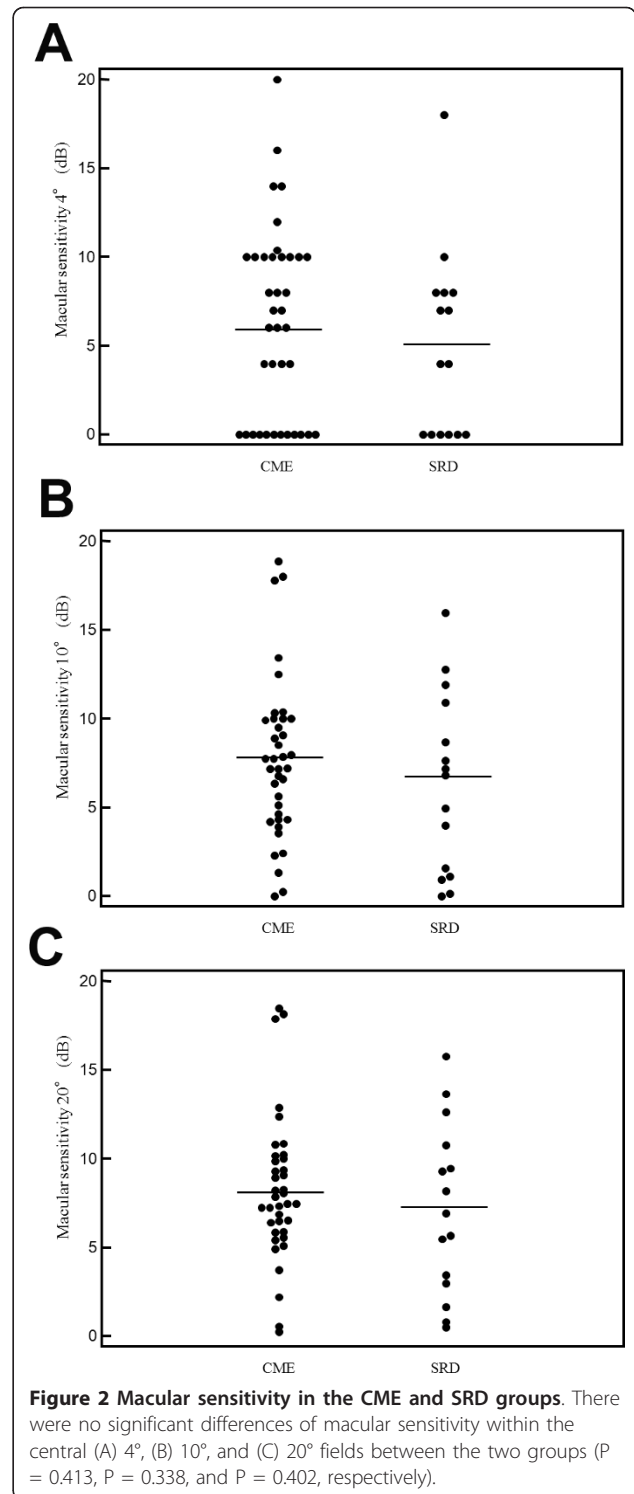 A
20
15
10
5
0
Macular sensitivity 4° (dB)
CME SRD
B
20
15
10
5
0
Macular sensitivity 10° (dB)
CME SRD
C
20
15
10
5
0
Macular sensitivity 20° (dB)
CME SRD
Figure 2 Macular sensitivity in the CME and SRD groups. There
were no significant differences of macular sensitivity within the
central (A) 4°, (B) 10°, and (C) 20° fields between the two groups (P
= 0.413, P = 0.338, and P = 0.402, respectively).